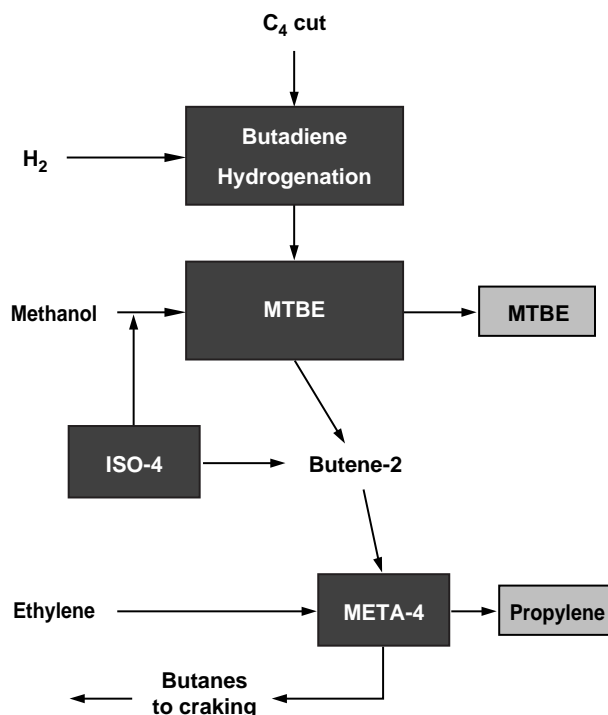 C₄ cut
Butadiene
Hydrogenation
H₂
Methanol
MTBE
MTBE
ISO-4
Butene-2
Ethylene
META-4
Propylene
Butanes
to craking